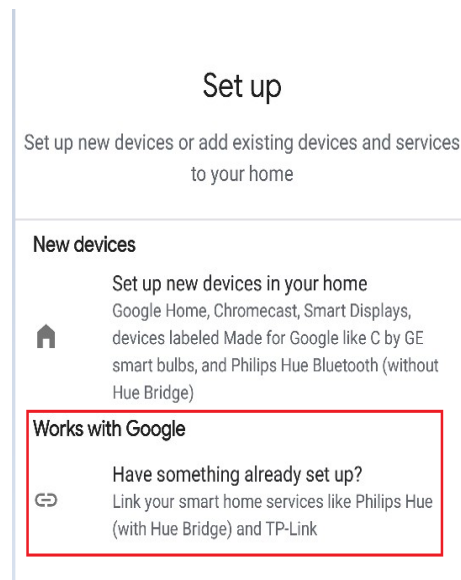 Set up
Set up new devices or add existing devices and services
to your home
New devices
Set up new devices in your home
Google Home, Chromecast, Smart Displays,
devices labeled Made for Google like C by GE
smart bulbs, and Philips Hue Bluetooth (without
Hue Bridge)
Works with Google
Have something already set up?
Link your smart home services like Philips Hue
(with Hue Bridge) and TP-Link